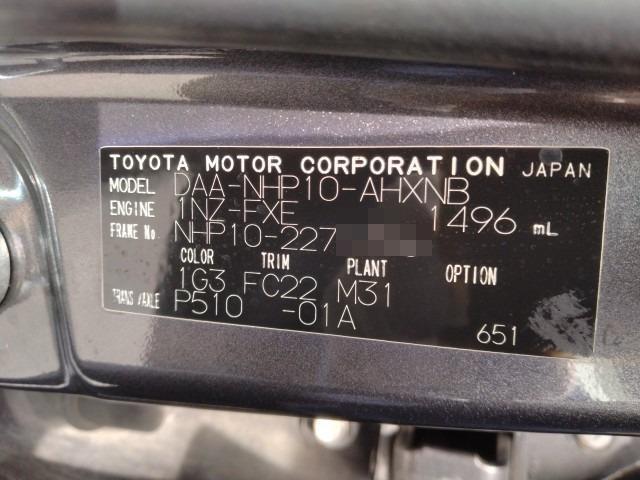 TOYOTA MOTOR CORPORATION JAPAN
MODEL DAA-NHP10-AHXNB
ENGINE 1NZ-FXE 1496 mL
FRAME No. NHP10-227
COLOR TRIM PLANT OPTION
1G3 FC22 M31
TRANS/AXLE P510 -01A
651